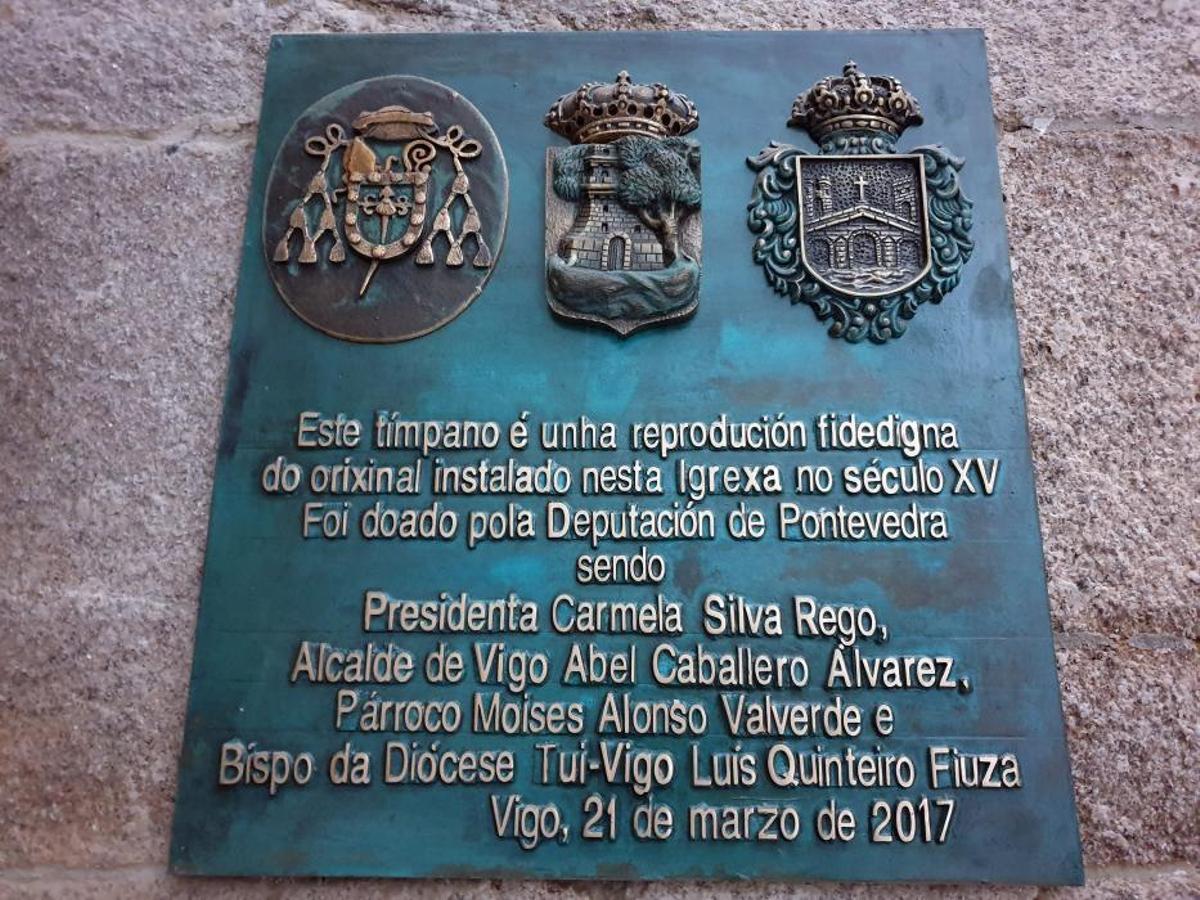 Este tímpano é unha reprodución fidedigna
do orixinal instalado nesta Igrexa no século XV
Foi doado pola Deputación de Pontevedra
sendo
Presidenta Carmela Silva Rego,
Alcalde de Vigo Abel Caballero Álvarez,
Párroco Moises Alonso Valverde e
Bispo da Diócese Tui-Vigo Luis Quinteiro Fiuza
Vigo, 21 de marzo de 2017